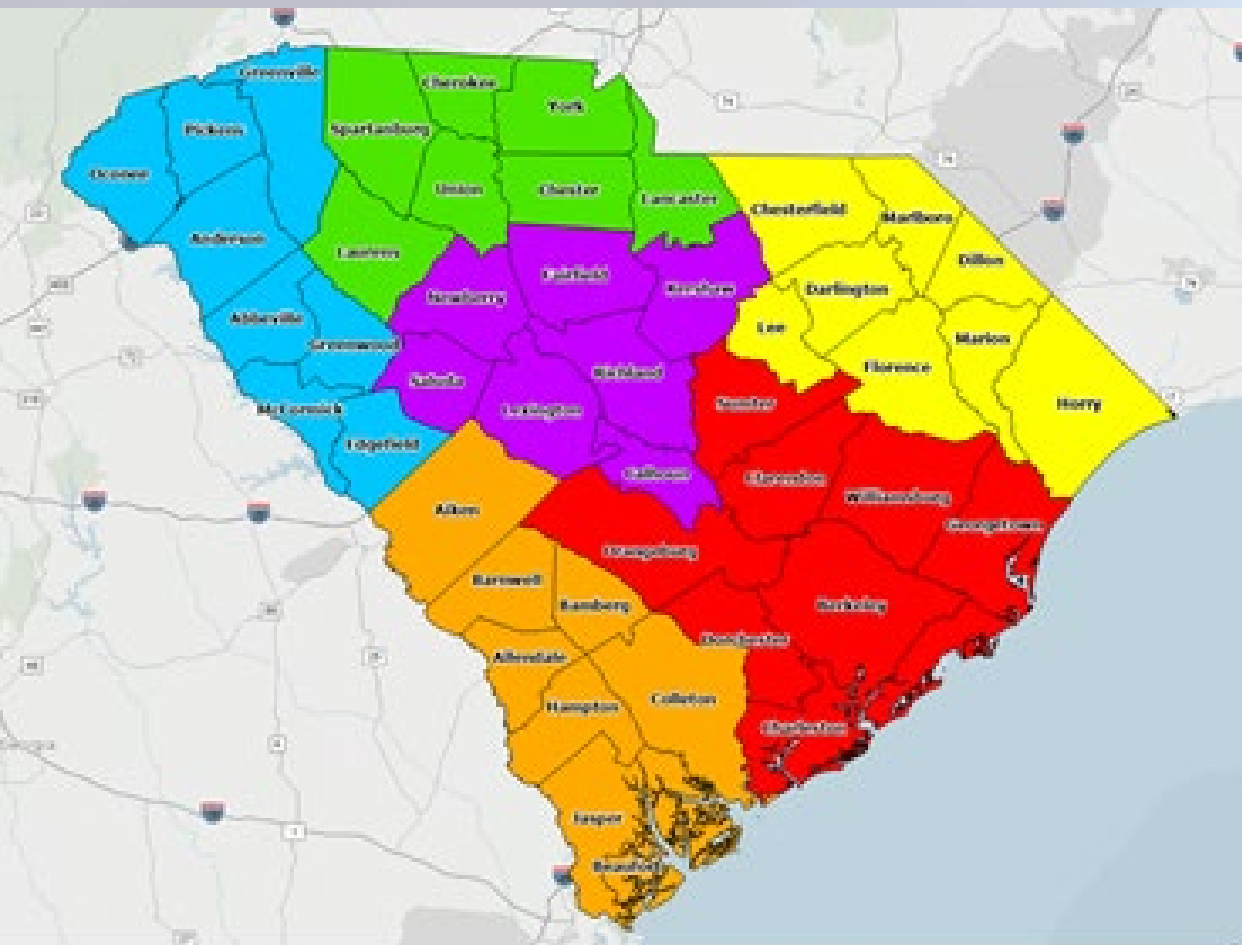 Greenville
Cherokee
York
Pickens
Spartanburg
Oconee
Union
Chester
Lancaster
Chesterfield
Marlboro
Anderson
Laurens
Dillon
Fairfield
Kershaw
Darlington
Newberry
Abbeville
Lee
Marion
Greenwood
Florence
Richland
Saluda
Sumter
Horry
McCormick
Lexington
Edgefield
Calhoun
Clarendon
Williamsburg
Aiken
Georgetown
Orangeburg
Barnwell
Bamberg
Berkeley
Dorchester
Allendale
Colleton
Hampton
Charleston
Jasper
Beaufort